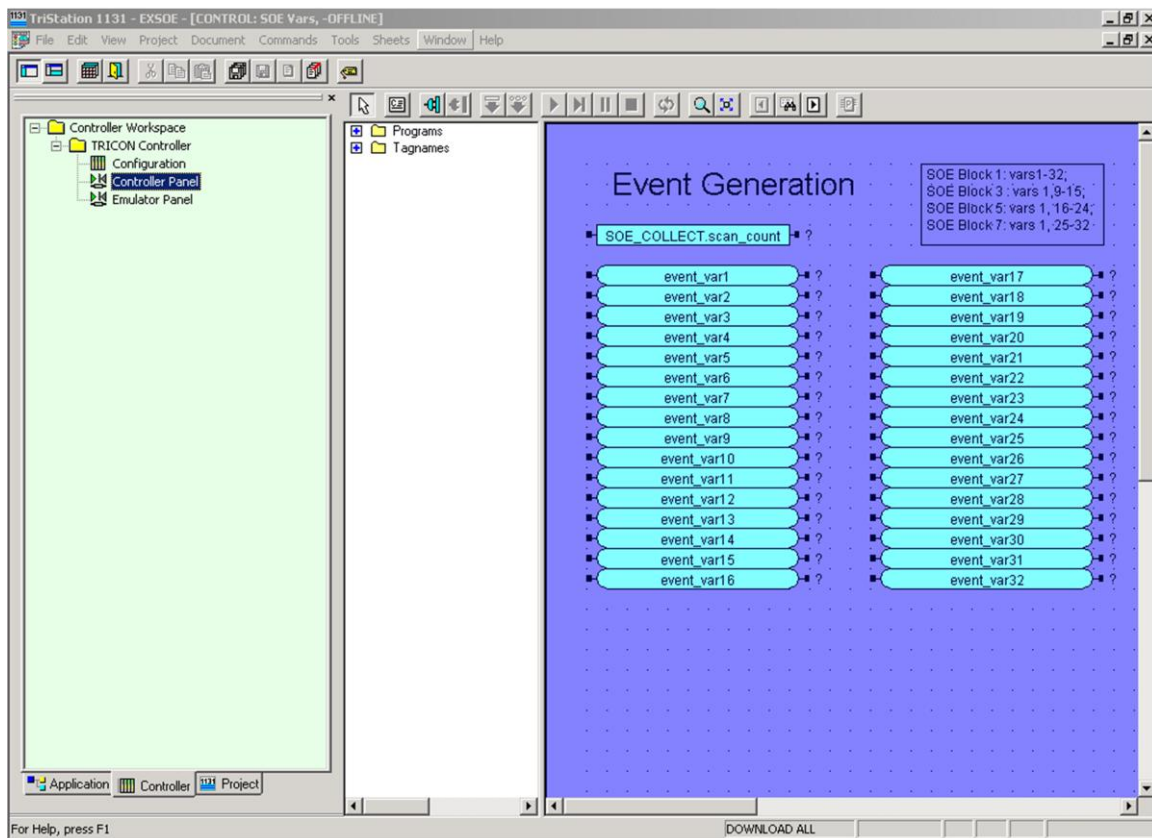 1131 TriStation 1131 - EXSOE - [CONTROL: SOE Vars, -OFFLINE]
File Edit View Project Document Commands Tools Sheets Window Help
Controller Workspace
TRICON Controller
Configuration
Controller Panel
Emulator Panel
Programs
Tagnames
Event Generation
SOE Block 1: vars1-32;
SOE Block 3 : vars 1,9-15;
SOE Block 5: vars 1, 16-24;
SOE Block 7: vars 1, 25-32
SOE_COLLECT.scan_count ?
event_var1 ? event_var17 ?
event_var2 ? event_var18 ?
event_var3 ? event_var19 ?
event_var4 ? event_var20 ?
event_var5 ? event_var21 ?
event_var6 ? event_var22 ?
event_var7 ? event_var23 ?
event_var8 ? event_var24 ?
event_var9 ? event_var25 ?
event_var10 ? event_var26 ?
event_var11 ? event_var27 ?
event_var12 ? event_var28 ?
event_var13 ? event_var29 ?
event_var14 ? event_var30 ?
event_var15 ? event_var31 ?
event_var16 ? event_var32 ?
Application Controller 1131 Project
For Help, press F1 DOWNLOAD ALL